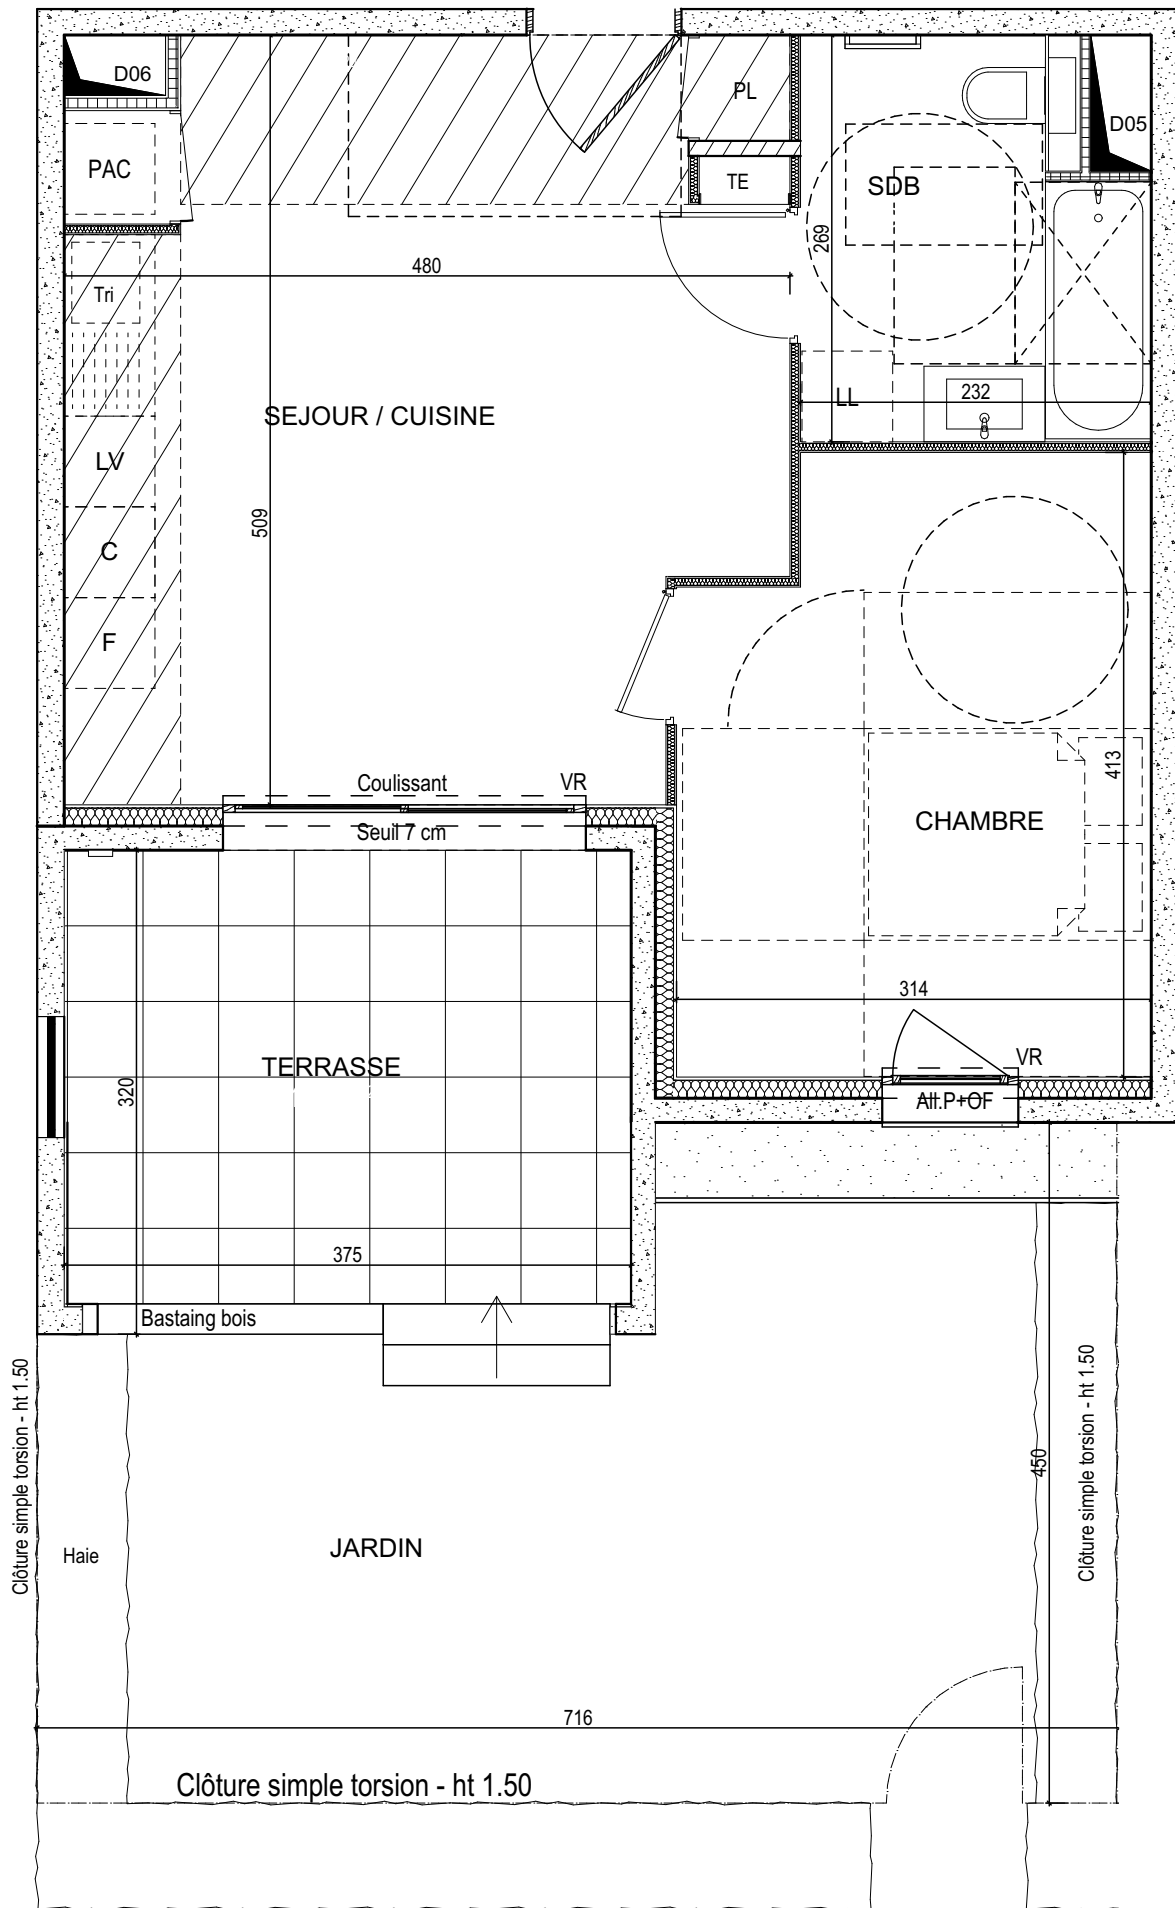 D06
PL
D05
PAC
TE
SDB
269
480
Tri
LL
232
SEJOUR / CUISINE
LV
509
C
F
Coulissant
VR
413
CHAMBRE
Seuil 7 cm
314
TERRASSE
VR
320
All.P+OF
375
Bastaing bois
Clôture simple torsion - ht 1.50
Clôture simple torsion - ht 1.50
450
Haie
JARDIN
716
Clôture simple torsion - ht 1.50